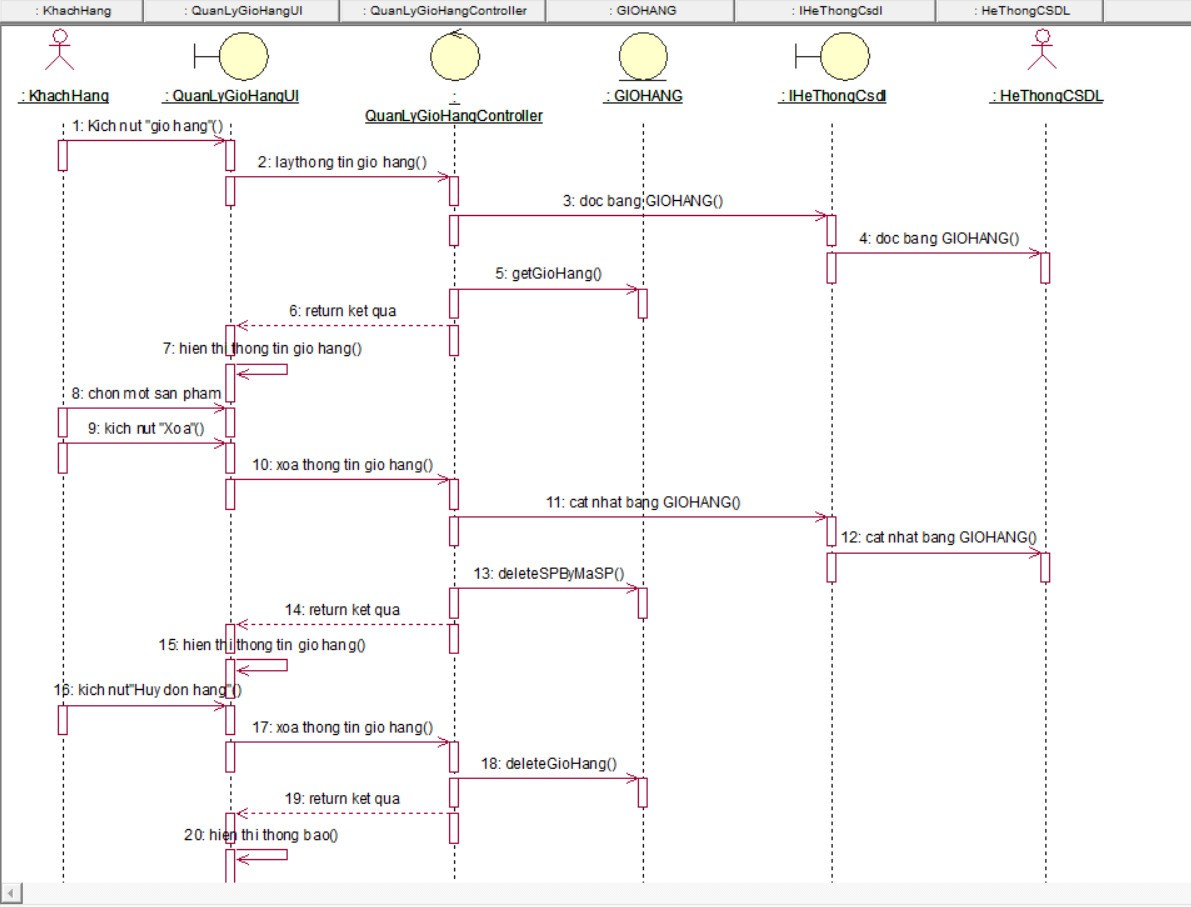 : KhachHang
: QuanLyGioHangUI
: QuanLyGioHangController
: GIOHANG
: IHeThongCsdl
: HeThongCSDL
: KhachHang
: QuanLyGioHangUI
:
QuanLyGioHangController
: GIOHANG
: IHeThongCsdl
: HeThongCSDL
1: Kich nut "gio hang"()
2: laythong tin gio hang()
3: doc bang GIOHANG()
4: doc bang GIOHANG()
5: getGioHang()
6: return ket qua
7: hien thi thong tin gio hang()
8: chon mot san pham
9: kich nut "Xoa"()
10: xoa thong tin gio hang()
11: cat nhat bang GIOHANG()
12: cat nhat bang GIOHANG()
13: deleteSPByMaSP()
14: return ket qua
15: hien thi thong tin gio hang()
16: kich nut"Huy don hang"()
17: xoa thong tin gio hang()
18: deleteGioHang()
19: return ket qua
20: hien thi thong bao()